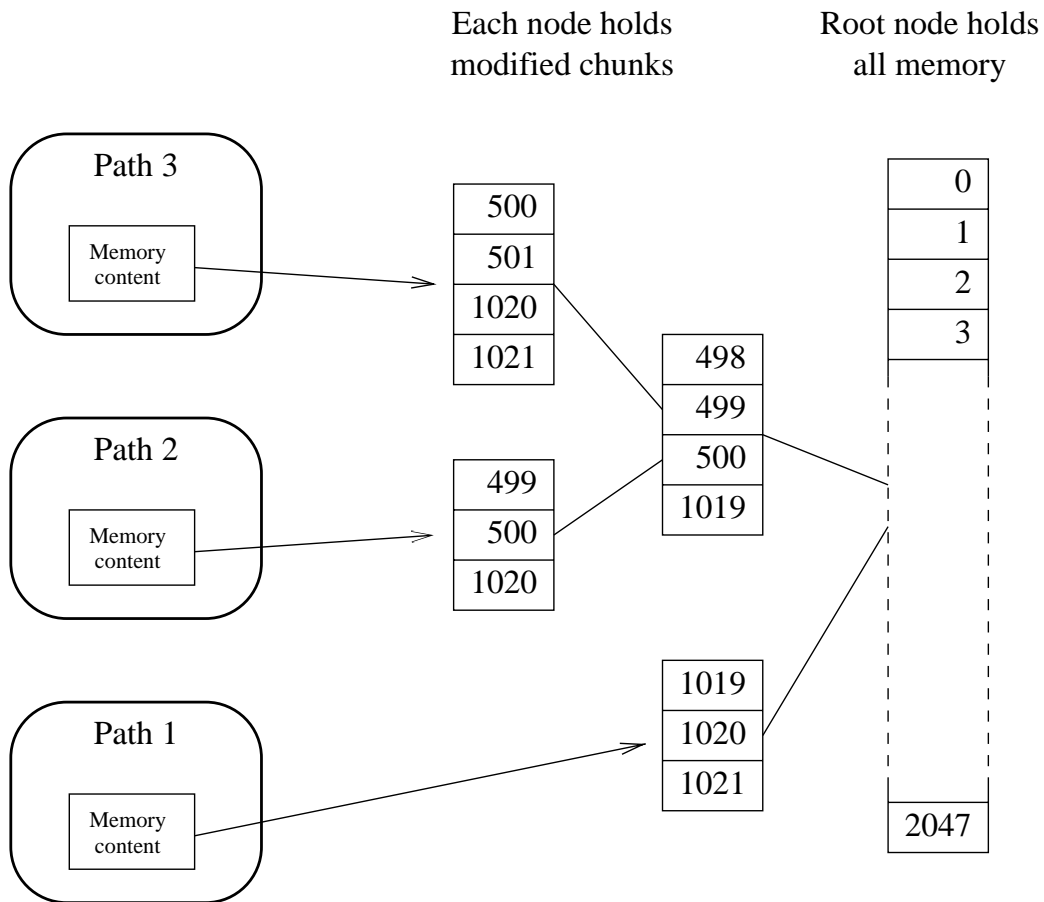 Each node holds
modified chunks
Root node holds
all memory
Path 3
Memory
content
500
501
1020
1021
Path 2
Memory
content
499
500
1020
498
499
500
1019
Path 1
Memory
content
1019
1020
1021
0
1
2
3
2047